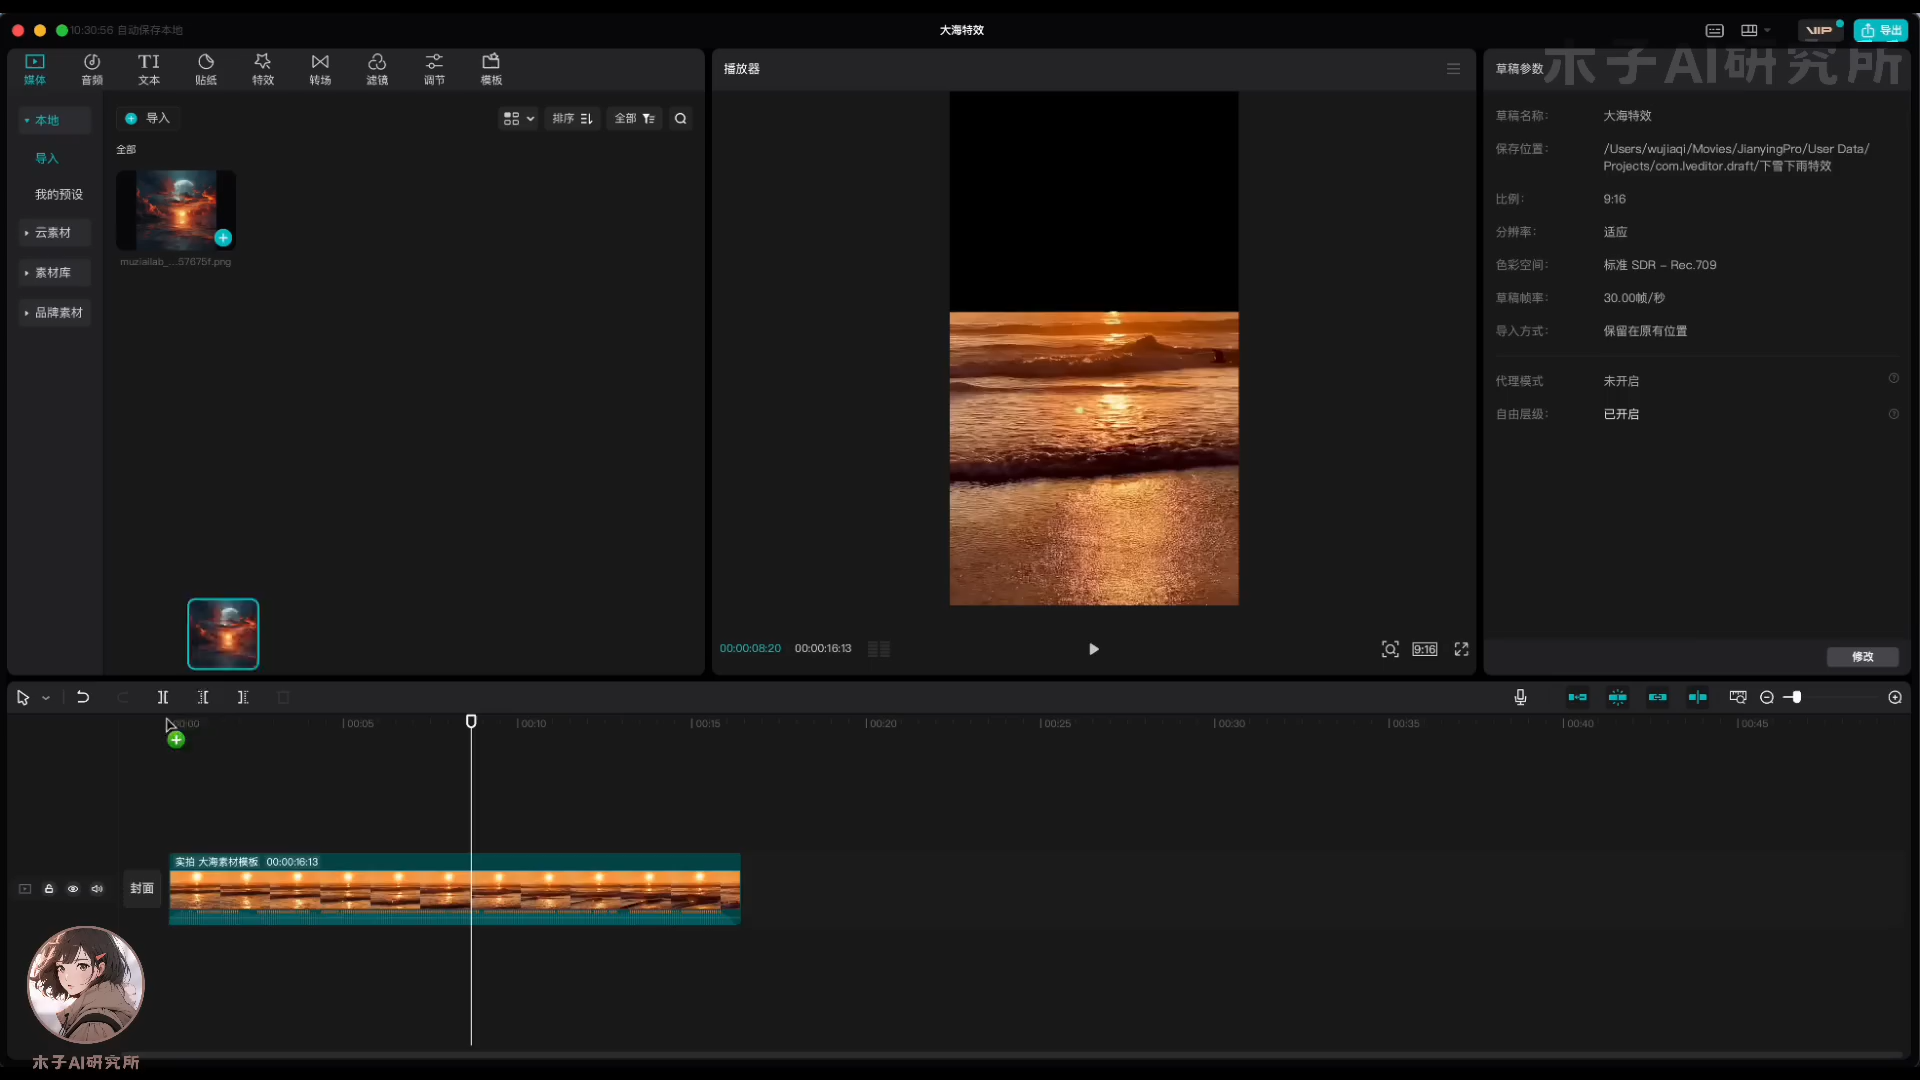 10:30:56 自动保存本地
大海特效
VIP
导出
木子AI研究所
媒体
音频
TI
文本
贴纸
特效
转场
滤镜
调节
模板
本地
导入
我的预设
云素材
素材库
品牌素材
导入
排序
全部
全部
muziailab_...57675f.png
播放器
00:00:08:20
00:00:16:13
9:16
草稿参数
草稿名称:
大海特效
保存位置:
/Users/wujiaqi/Movies/JianyingPro/User Data/
Projects/com.lveditor.draft/下雪下雨特效
比例:
9:16
分辨率:
适应
色彩空间:
标准 SDR – Rec.709
草稿帧率:
30.00帧/秒
导入方式:
保留在原有位置
代理模式
未开启
自由层级:
已开启
修改
00:00
00:05
00:10
00:15
00:20
00:25
00:30
00:35
00:40
00:45
实拍 大海素材模板 00:00:16:13
封面
木子AI研究所